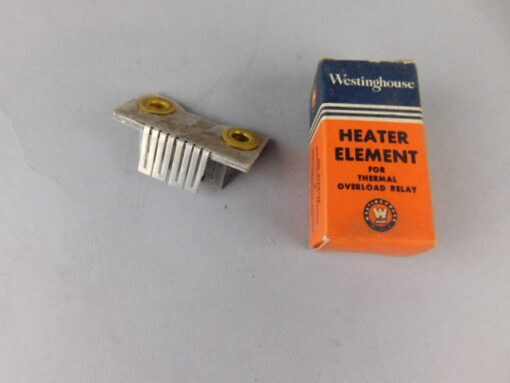 Westinghouse
HEATER
ELEMENT
FOR
THERMAL
OVERLOAD RELAY
W